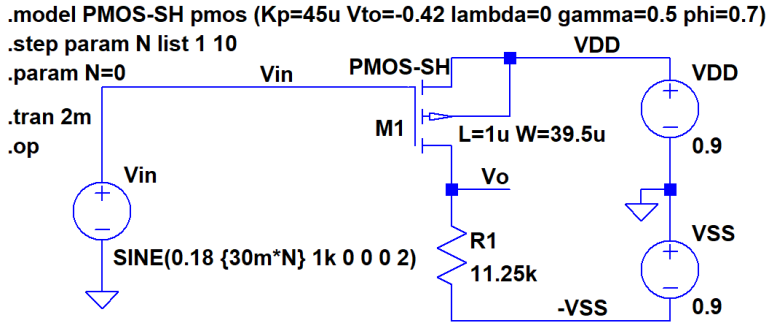 .model PMOS-SH pmos (Kp=45u Vto=-0.42 lambda=0 gamma=0.5 phi=0.7)
.step param N list 1 10
VDD
.param N=0
Vin
PMOS-SH
VDD
.tran 2m
M1
L=1u W=39.5u
0.9
.op
Vin
Vo
SINE(0.18 {30m*N} 1k 0 0 0 2)
R1
11.25k
VSS
-VSS
0.9